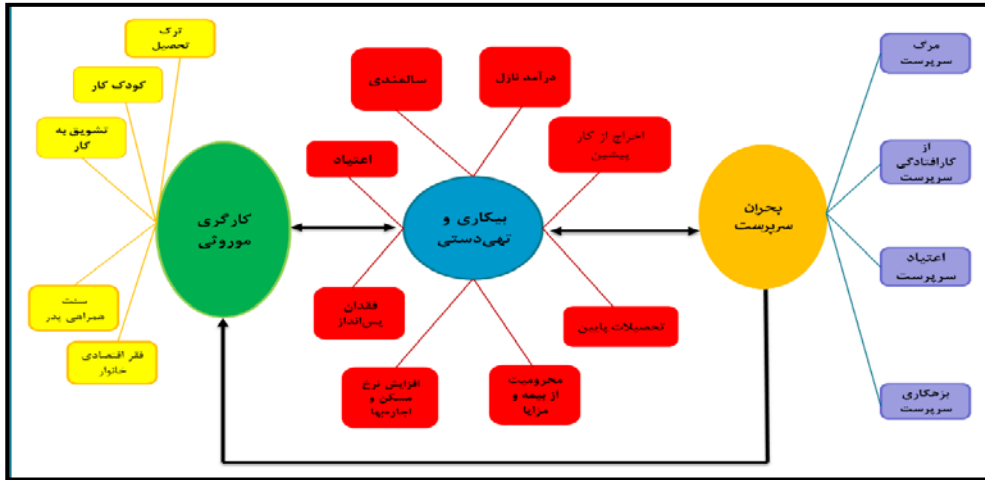 مرگ
سرپرست
از
کارافتادگی
سرپرست
اعتیاد
سرپرست
بزهکاری
سرپرست
بحران
سرپرست
درآمد نازل
سالمندی
اخراج از کار
پیشین
اعتیاد
بیکاری و
تهی‌دستی
تحصیلات پایین
فقدان
پس‌انداز
محرومیت
از بیمه و
مزایا
افزایش نرخ
مسکن و
اجاره‌بها
کارگری
موروثی
ترک
تحصیل
کودک کار
تشویق به
کار
سنت
همراهی پدر
فقر اقتصادی
خانوار